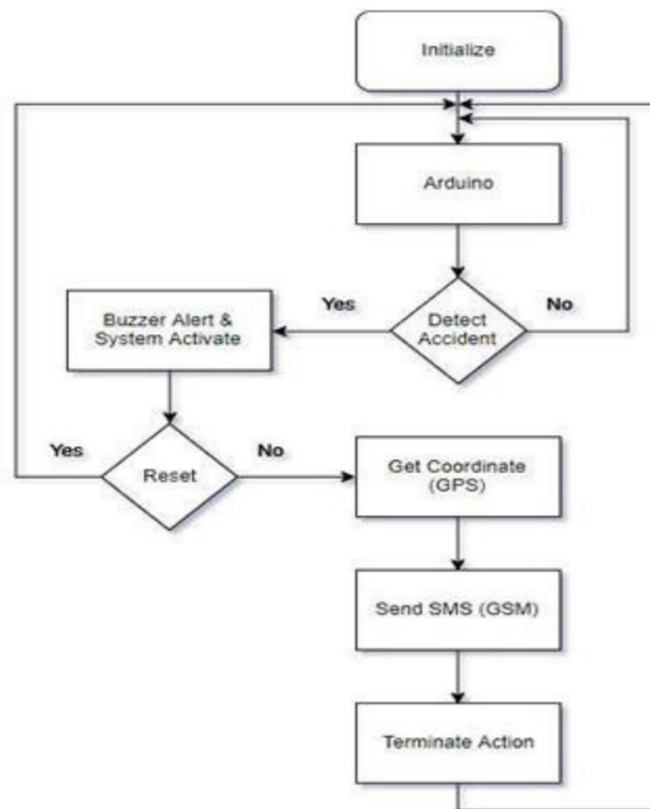 Initialize
Arduino
Yes
No
Detect
Accident
Buzzer Alert &
System Activate
Yes
No
Reset
Get Coordinate
(GPS)
Send SMS (GSM)
Terminate Action